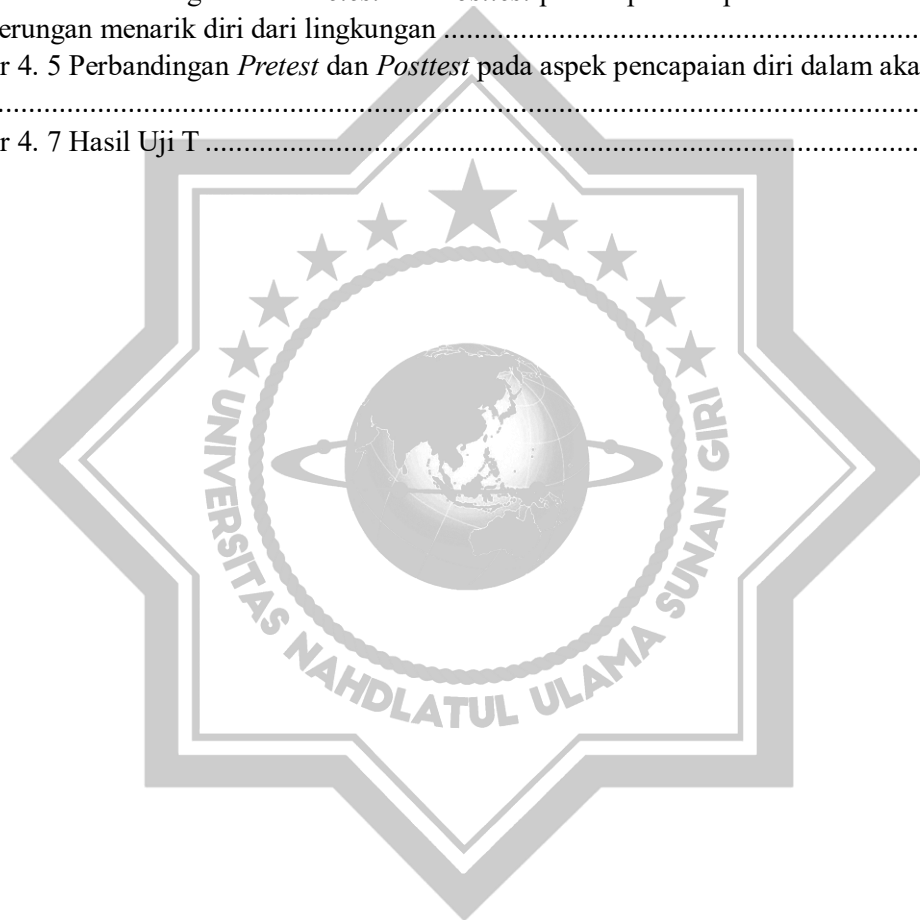 erungan menarik diri dari lingkungan ........................................................................
r 4. 5 Perbandingan Pretest dan Posttest pada aspek pencapaian diri dalam aka
........................................................................................................................................
r 4. 7 Hasil Uji T ................................................................................................................
UNIVERSITAS NAHDLATUL ULAMA SUNAN GIRI